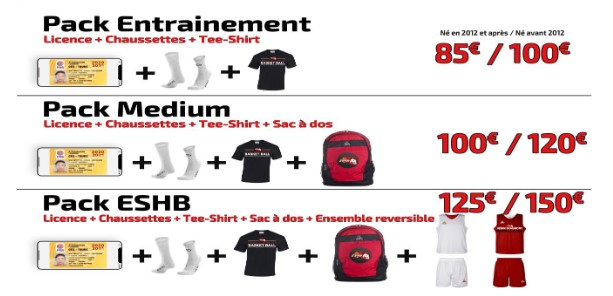 Pack Entrainement
Licence + Chaussettes + Tee-Shirt
Né en 2012 et après / Né avant 2012
85€ / 100€
BASKET BALL
Pack Medium
Licence + Chaussettes + Tee-Shirt + Sac à dos
100€ / 120€
BASKET BALL
Pack ESHB
125€ / 150€
Licence + Chaussettes + Tee-Shirt + Sac à dos + Ensemble reversible
BASKET BALL